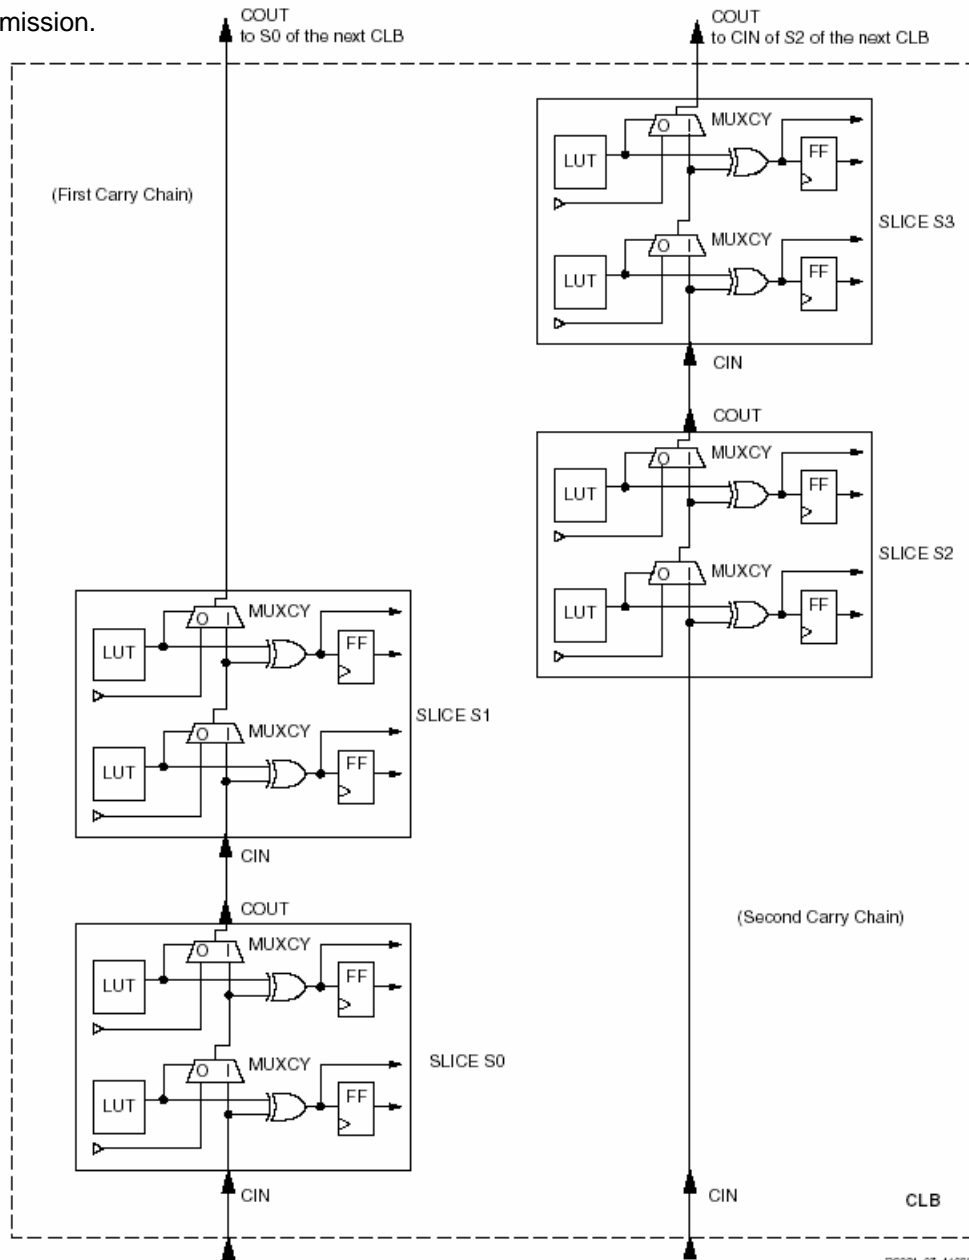 mission.
COUT
to S0 of the next CLB
COUT
to CIN of S2 of the next CLB
(First Carry Chain)
O I MUXCY
LUT
FF
SLICE S3
O I MUXCY
LUT
FF
CIN
COUT
O I MUXCY
LUT
FF
SLICE S2
O I MUXCY
LUT
FF
O I MUXCY
LUT
FF
SLICE S1
O I MUXCY
LUT
FF
CIN
COUT
(Second Carry Chain)
O I MUXCY
LUT
FF
SLICE S0
O I MUXCY
LUT
FF
CIN
CIN
CLB